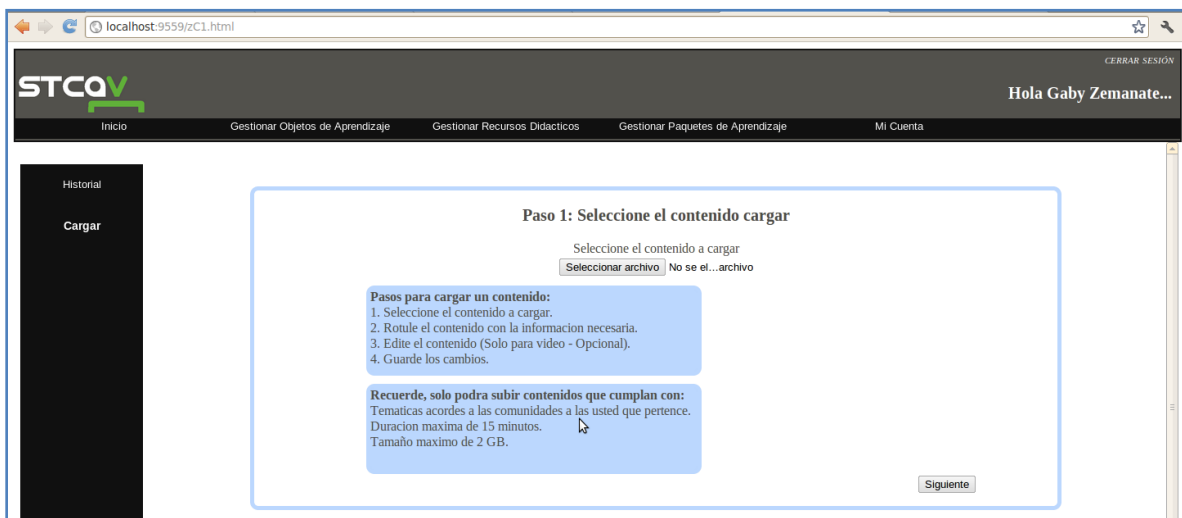 localhost:9559/zC1.html
CERRAR SESIÓN
STCAV
Hola Gaby Zemanate...
Inicio Gestionar Objetos de Aprendizaje Gestionar Recursos Didacticos Gestionar Paquetes de Aprendizaje Mi Cuenta
Historial
Cargar
Paso 1: Seleccione el contenido cargar
Seleccione el contenido a cargar
Seleccionar archivo No se el...archivo
Pasos para cargar un contenido:
1. Seleccione el contenido a cargar.
2. Rotule el contenido con la informacion necesaria.
3. Edite el contenido (Solo para video - Opcional).
4. Guarde los cambios.
Recuerde, solo podra subir contenidos que cumplan con:
Tematicas acordes a las comunidades a las usted que pertence.
Duracion maxima de 15 minutos.
Tamaño maximo de 2 GB.
Siguiente